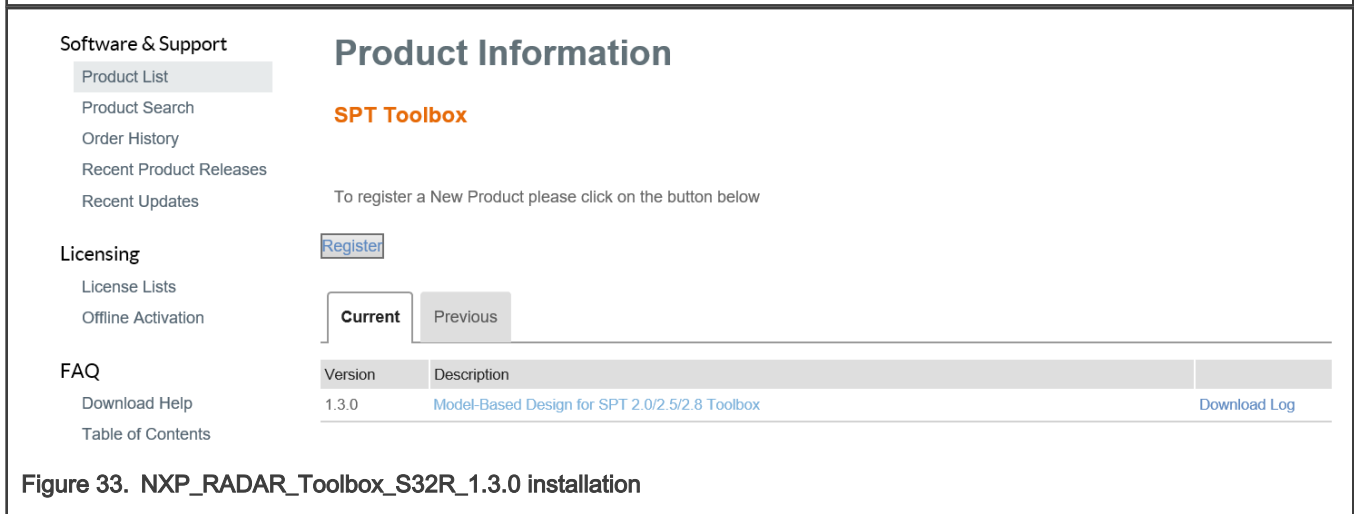 Software & Support
Product List
Product Search
Order History
Recent Product Releases
Recent Updates
Licensing
License Lists
Offline Activation
FAQ
Download Help
Table of Contents
Product Information
SPT Toolbox
To register a New Product please click on the button below
Register
Current Previous
Version Description
1.3.0 Model-Based Design for SPT 2.0/2.5/2.8 Toolbox Download Log
Figure 33. NXP_RADAR_Toolbox_S32R_1.3.0 installation